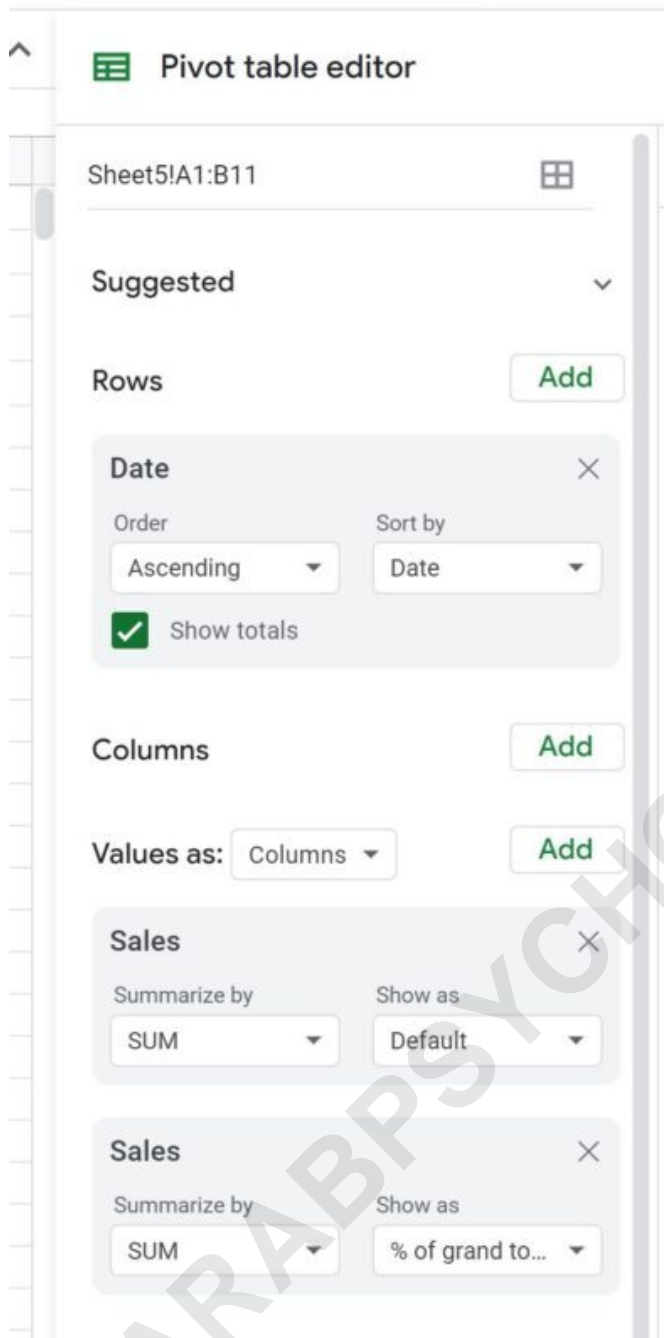 Pivot table editor
Sheet5!A1:B11
Suggested
Rows Add
Date
Order Sort by
Ascending Date
Show totals
Columns Add
Values as: Columns Add
Sales
Summarize by Show as
SUM Default
Sales
Summarize by Show as
SUM % of grand to...
ARABPSYCHO